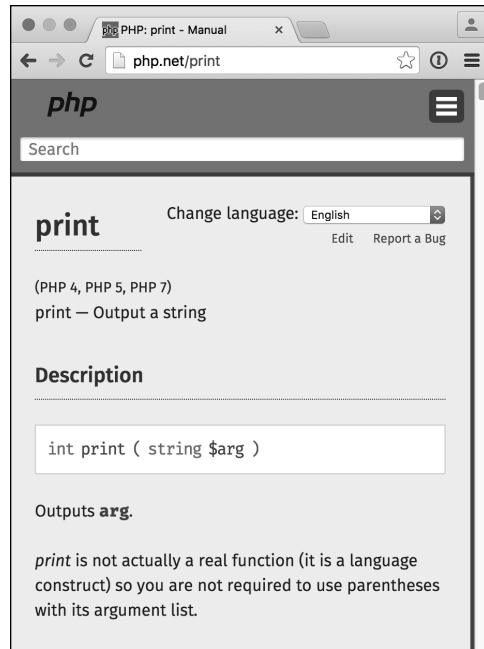 php PHP: print - Manual
php.net/print
php
Search
print
Change language: English
Edit Report a Bug
(PHP 4, PHP 5, PHP 7)
print — Output a string
Description
int print ( string $arg )
Outputs arg.
print is not actually a real function (it is a language
construct) so you are not required to use parentheses
with its argument list.